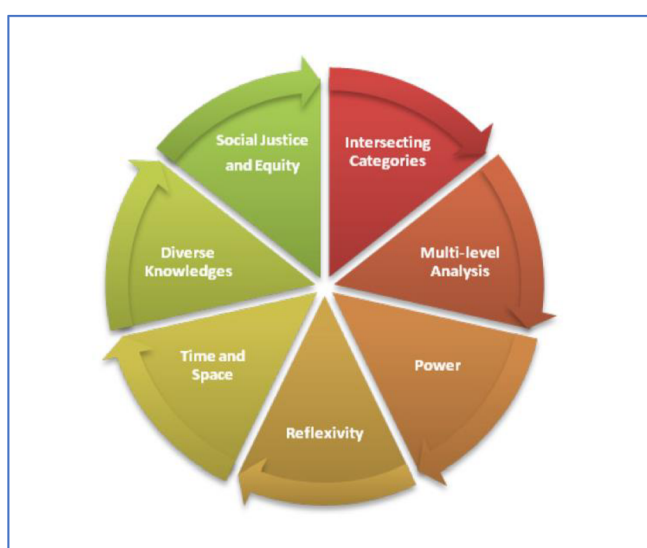 Intersecting
Categories
Multi-level
Analysis
Power
Reflexivity
Time and
Space
Diverse
Knowledges
Social Justice
and Equity